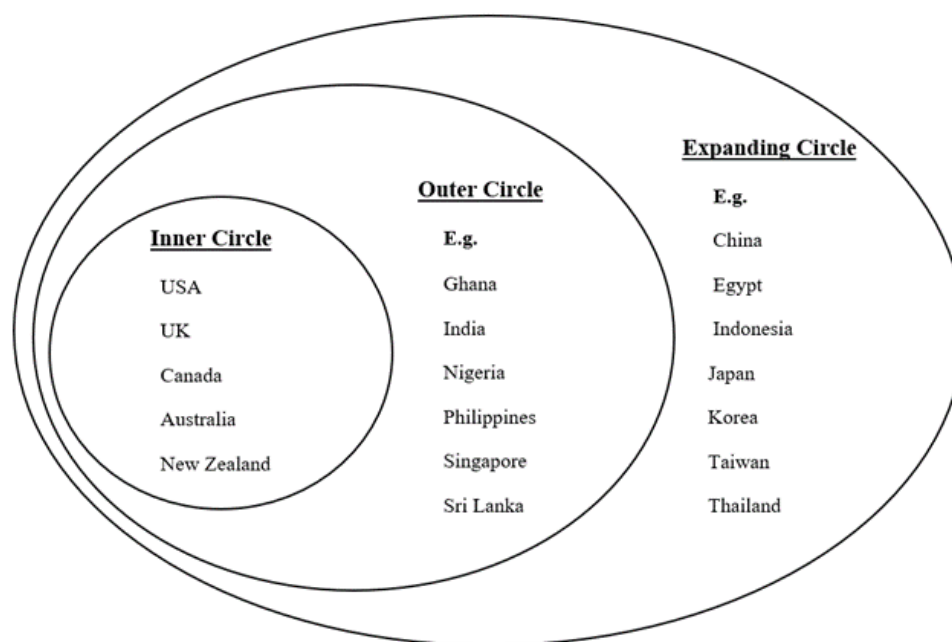 Inner Circle
USA
UK
Canada
Australia
New Zealand
Outer Circle
E.g.
Ghana
India
Nigeria
Philippines
Singapore
Sri Lanka
Expanding Circle
E.g.
China
Egypt
Indonesia
Japan
Korea
Taiwan
Thailand